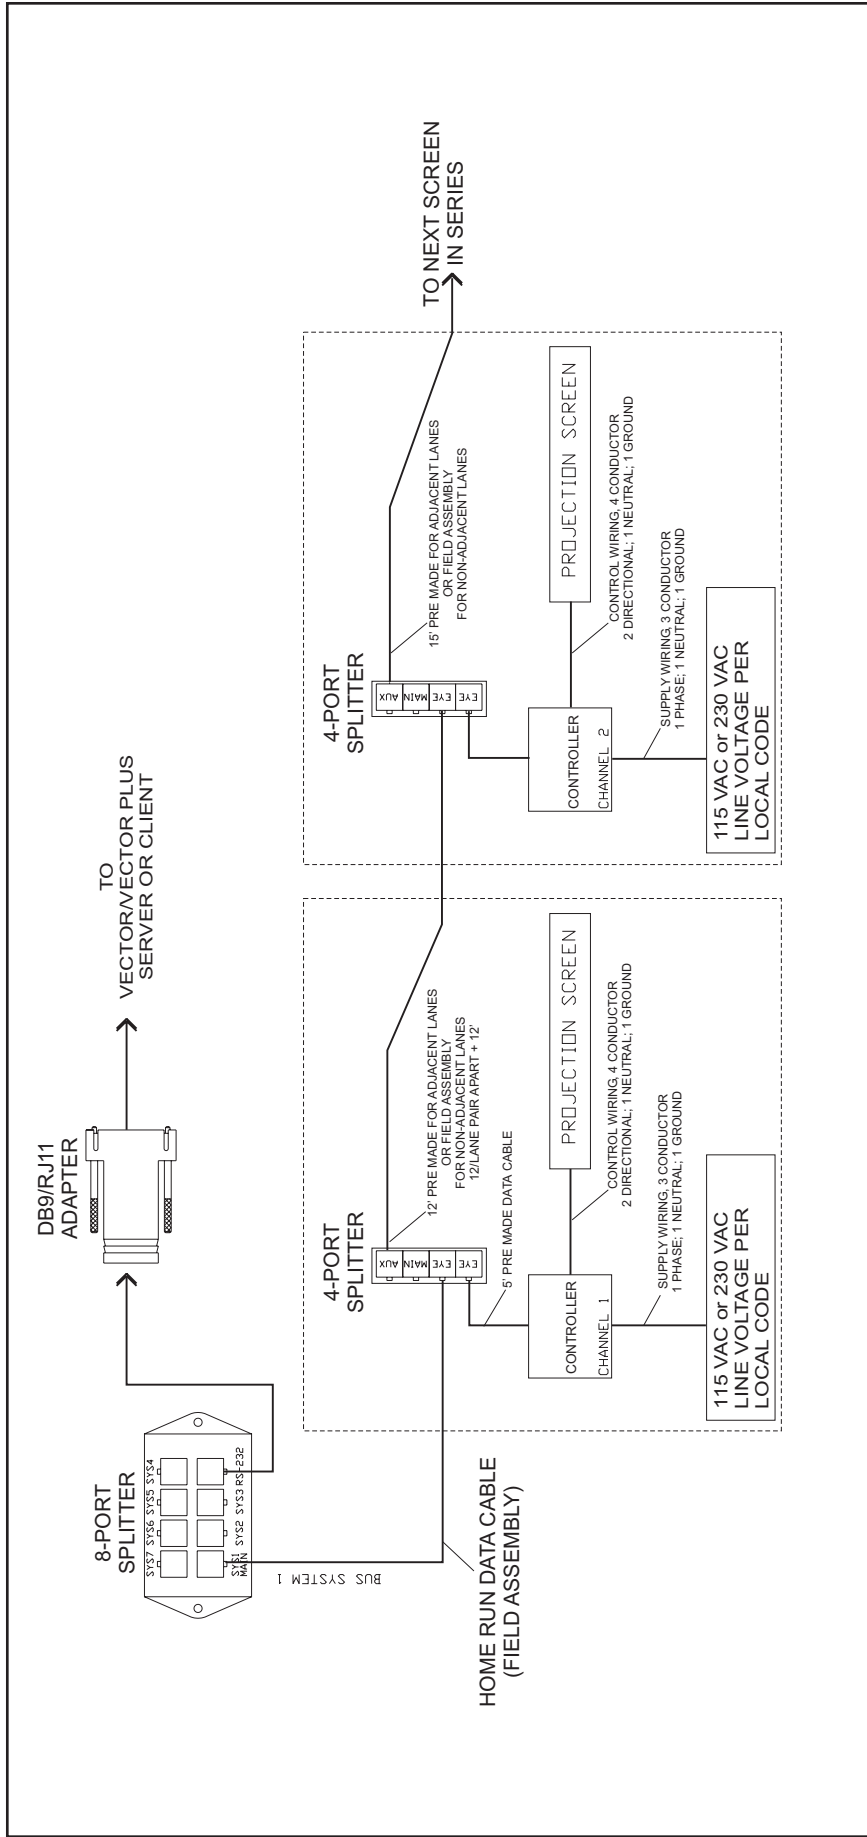 DB9/RJ11
ADAPTER
TO
VECTOR/VECTOR PLUS
SERVER OR CLIENT
8-PORT
SPLITTER
SYS7 SYS6 SYS5 SYS4
SYS1 SYS2 SYS3 RS-232
MAIN
BUS SYSTEM 1
HOME RUN DATA CABLE
(FIELD ASSEMBLY)
4-PORT
SPLITTER
AUX
MAIN
EYE
EYE
12' PRE MADE FOR ADJACENT LANES
OR FIELD ASSEMBLY
FOR NON-ADJACENT LANES
12/LANE PAIR APART + 12'
5' PRE MADE DATA CABLE
CONTROLLER
CHANNEL 1
PROJECTION SCREEN
CONTROL WIRING, 4 CONDUCTOR
2 DIRECTIONAL; 1 NEUTRAL; 1 GROUND
SUPPLY WIRING, 3 CONDUCTOR
1 PHASE; 1 NEUTRAL; 1 GROUND
115 VAC or 230 VAC
LINE VOLTAGE PER
LOCAL CODE
4-PORT
SPLITTER
AUX
MAIN
EYE
EYE
15' PRE MADE FOR ADJACENT LANES
OR FIELD ASSEMBLY
FOR NON-ADJACENT LANES
TO NEXT SCREEN
IN SERIES
CONTROLLER
CHANNEL 2
PROJECTION SCREEN
CONTROL WIRING, 4 CONDUCTOR
2 DIRECTIONAL; 1 NEUTRAL; 1 GROUND
SUPPLY WIRING, 3 CONDUCTOR
1 PHASE; 1 NEUTRAL; 1 GROUND
115 VAC or 230 VAC
LINE VOLTAGE PER
LOCAL CODE